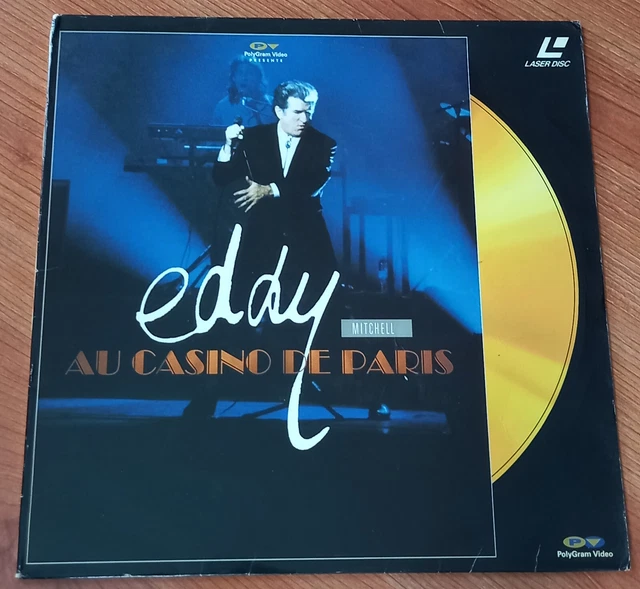 PolyGram Video
PRESENTE
LASER DISC
eddy
MITCHELL
AU CASINO DE PARIS
PolyGram Video